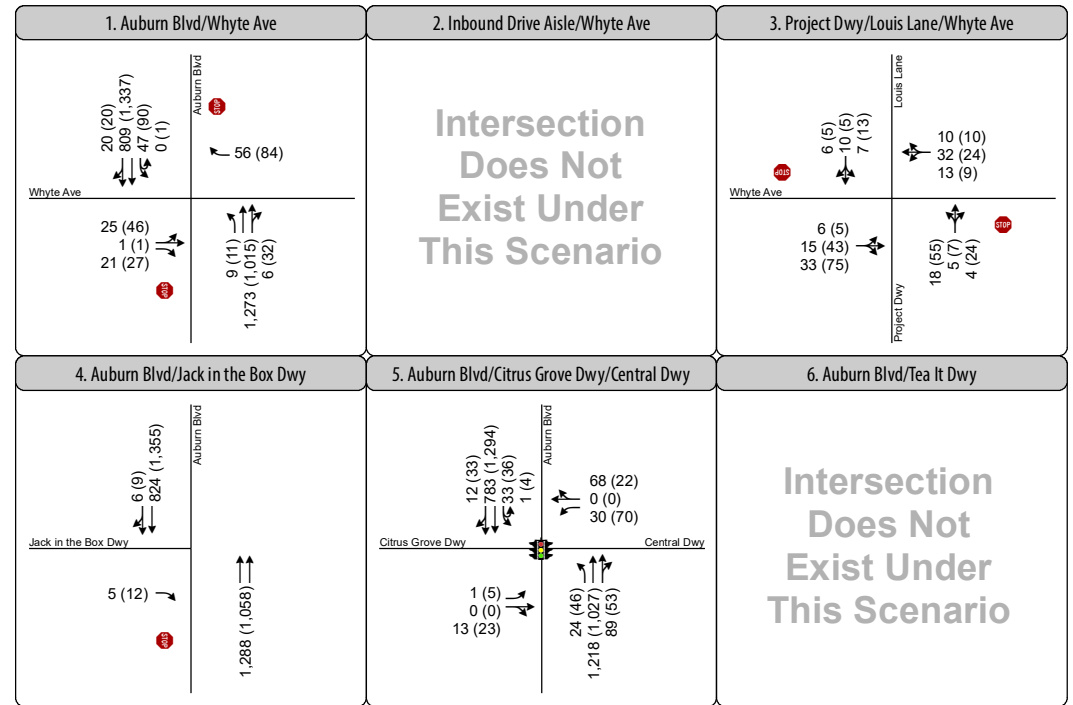 1. Auburn Blvd/Whyte Ave
20 (20)
809 (1,337)
47 (90)
0 (1)
Auburn Blvd
STOP
56 (84)
Whyte Ave
25 (46)
1 (1)
21 (27)
STOP
9 (11)
1,273 (1,015)
6 (32)
2. Inbound Drive Aisle/Whyte Ave
Intersection
Does Not
Exist Under
This Scenario
3. Project Dwy/Louis Lane/Whyte Ave
6 (5)
10 (5)
7 (13)
Louis Lane
10 (10)
32 (24)
13 (9)
STOP
Whyte Ave
6 (5)
15 (43)
33 (75)
Project Dwy
18 (55)
5 (7)
4 (24)
STOP
4. Auburn Blvd/Jack in the Box Dwy
6 (9)
824 (1,355)
Auburn Blvd
Jack in the Box Dwy
5 (12)
STOP
1,288 (1,058)
5. Auburn Blvd/Citrus Grove Dwy/Central Dwy
12 (33)
783 (1,294)
33 (36)
1 (4)
Auburn Blvd
68 (22)
0 (0)
30 (70)
Citrus Grove Dwy
Central Dwy
1 (5)
0 (0)
13 (23)
24 (46)
1,218 (1,027)
89 (53)
6. Auburn Blvd/Tea It Dwy
Intersection
Does Not
Exist Under
This Scenario